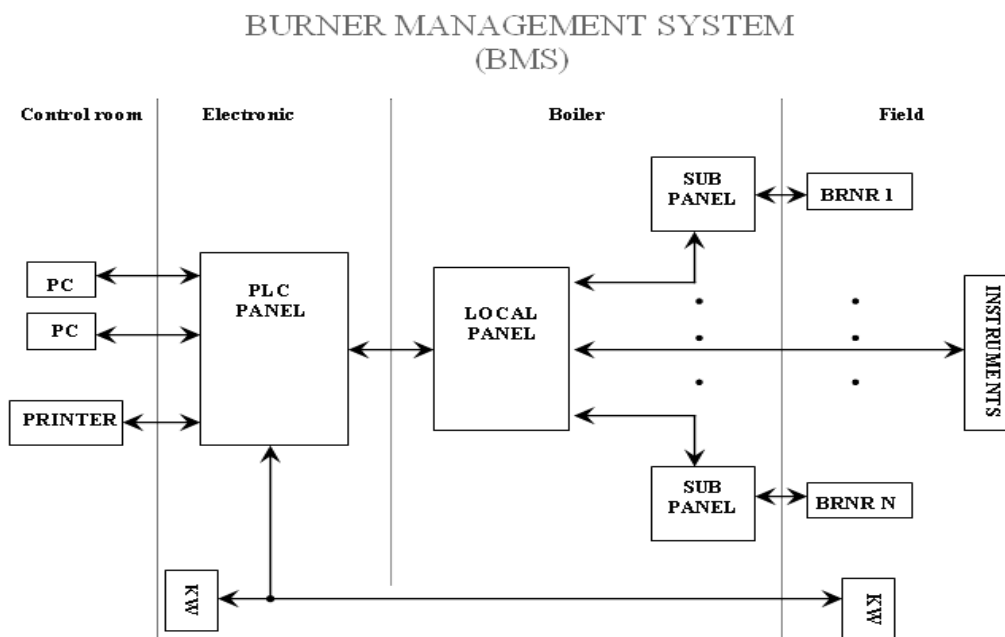 BURNER MANAGEMENT SYSTEM
(BMS)
Control room
Electronic
Boiler
Field
SUB
PANEL
BRNR 1
PC
PLC
PANEL
LOCAL
PANEL
INSTRUMENTS
PC
PRINTER
SUB
PANEL
BRNR N
KW
KW